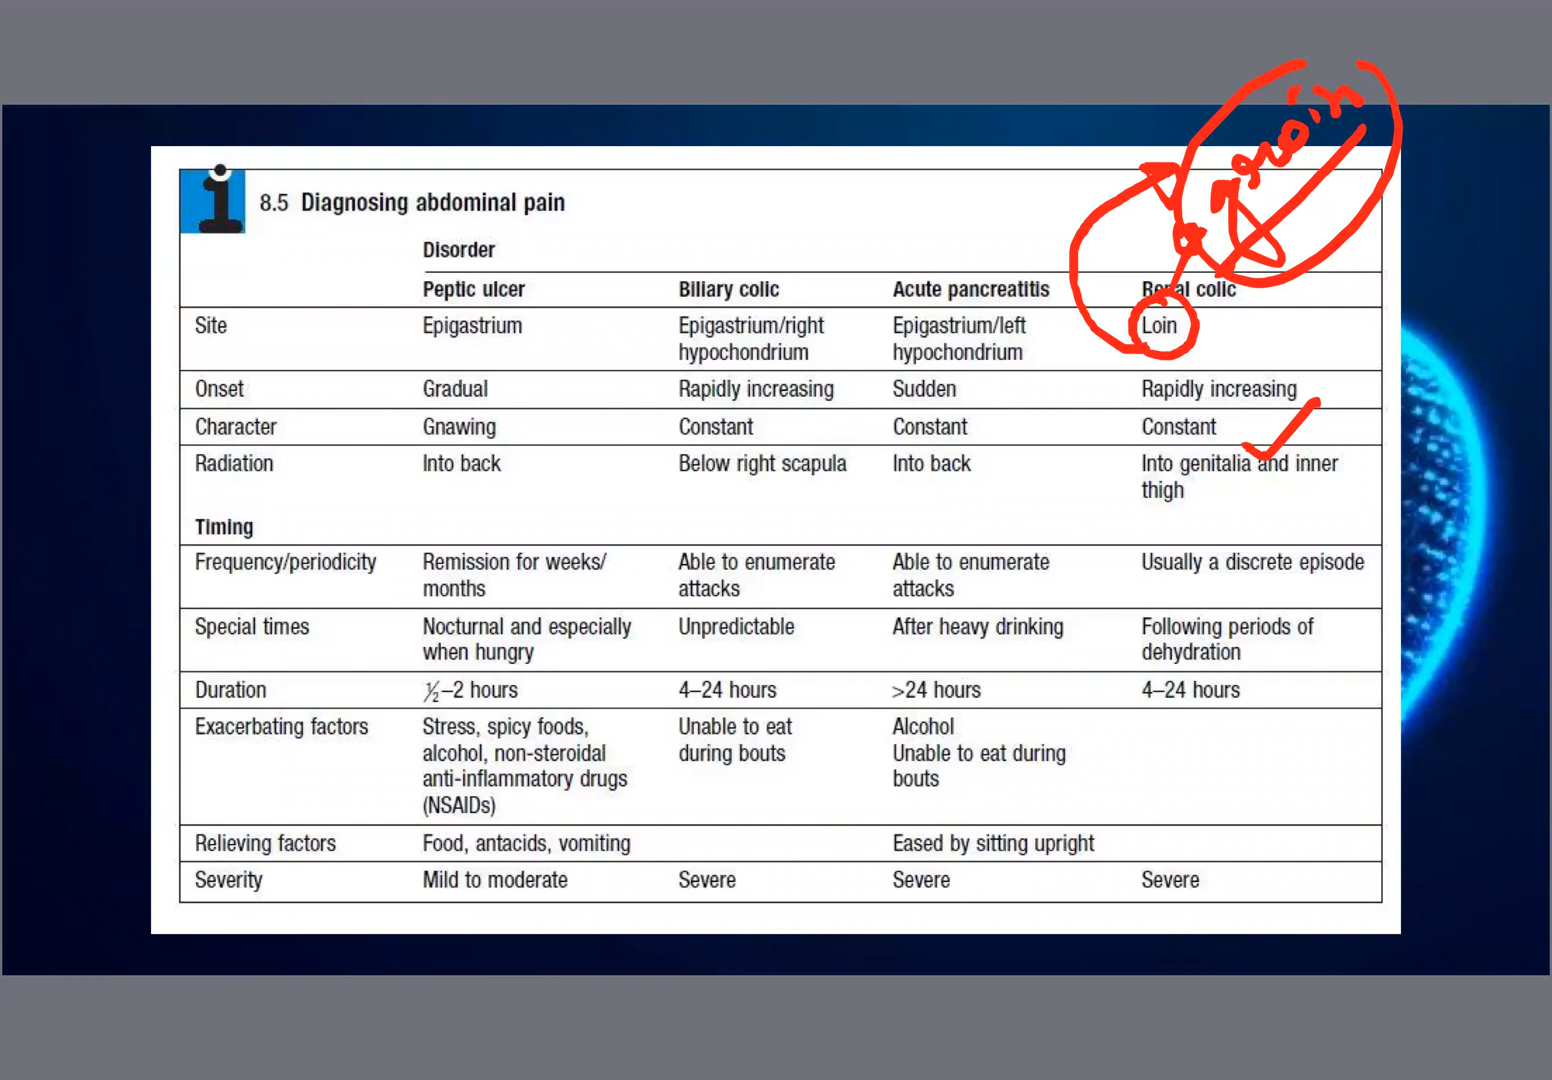 groin
i 8.5 Diagnosing abdominal pain
Disorder
Peptic ulcer Biliary colic Acute pancreatitis Renal colic
Site Epigastrium Epigastrium/right Epigastrium/left Loin
hypochondrium hypochondrium
Onset Gradual Rapidly increasing Sudden Rapidly increasing
Character Gnawing Constant Constant Constant
Radiation Into back Below right scapula Into back Into genitalia and inner
thigh
Timing
Frequency/periodicity Remission for weeks/ Able to enumerate Able to enumerate Usually a discrete episode
months attacks attacks
Special times Nocturnal and especially Unpredictable After heavy drinking Following periods of
when hungry dehydration
Duration ½–2 hours 4–24 hours >24 hours 4–24 hours
Exacerbating factors Stress, spicy foods, Unable to eat Alcohol
alcohol, non-steroidal during bouts Unable to eat during
anti-inflammatory drugs bouts
(NSAIDs)
Relieving factors Food, antacids, vomiting Eased by sitting upright
Severity Mild to moderate Severe Severe Severe